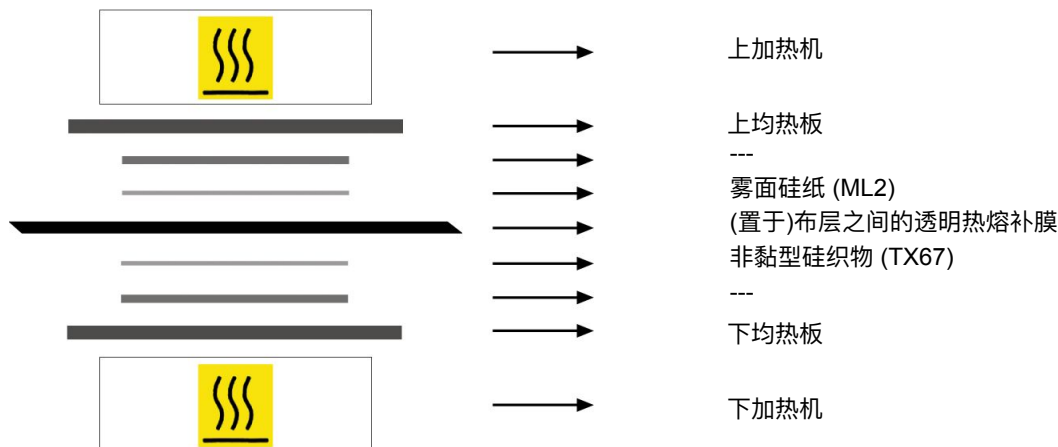 上加热机
上均热板
---
雾面硅纸 (ML2)
(置于)布层之间的透明热熔补膜
非黏型硅织物 (TX67)
---
下均热板
下加热机